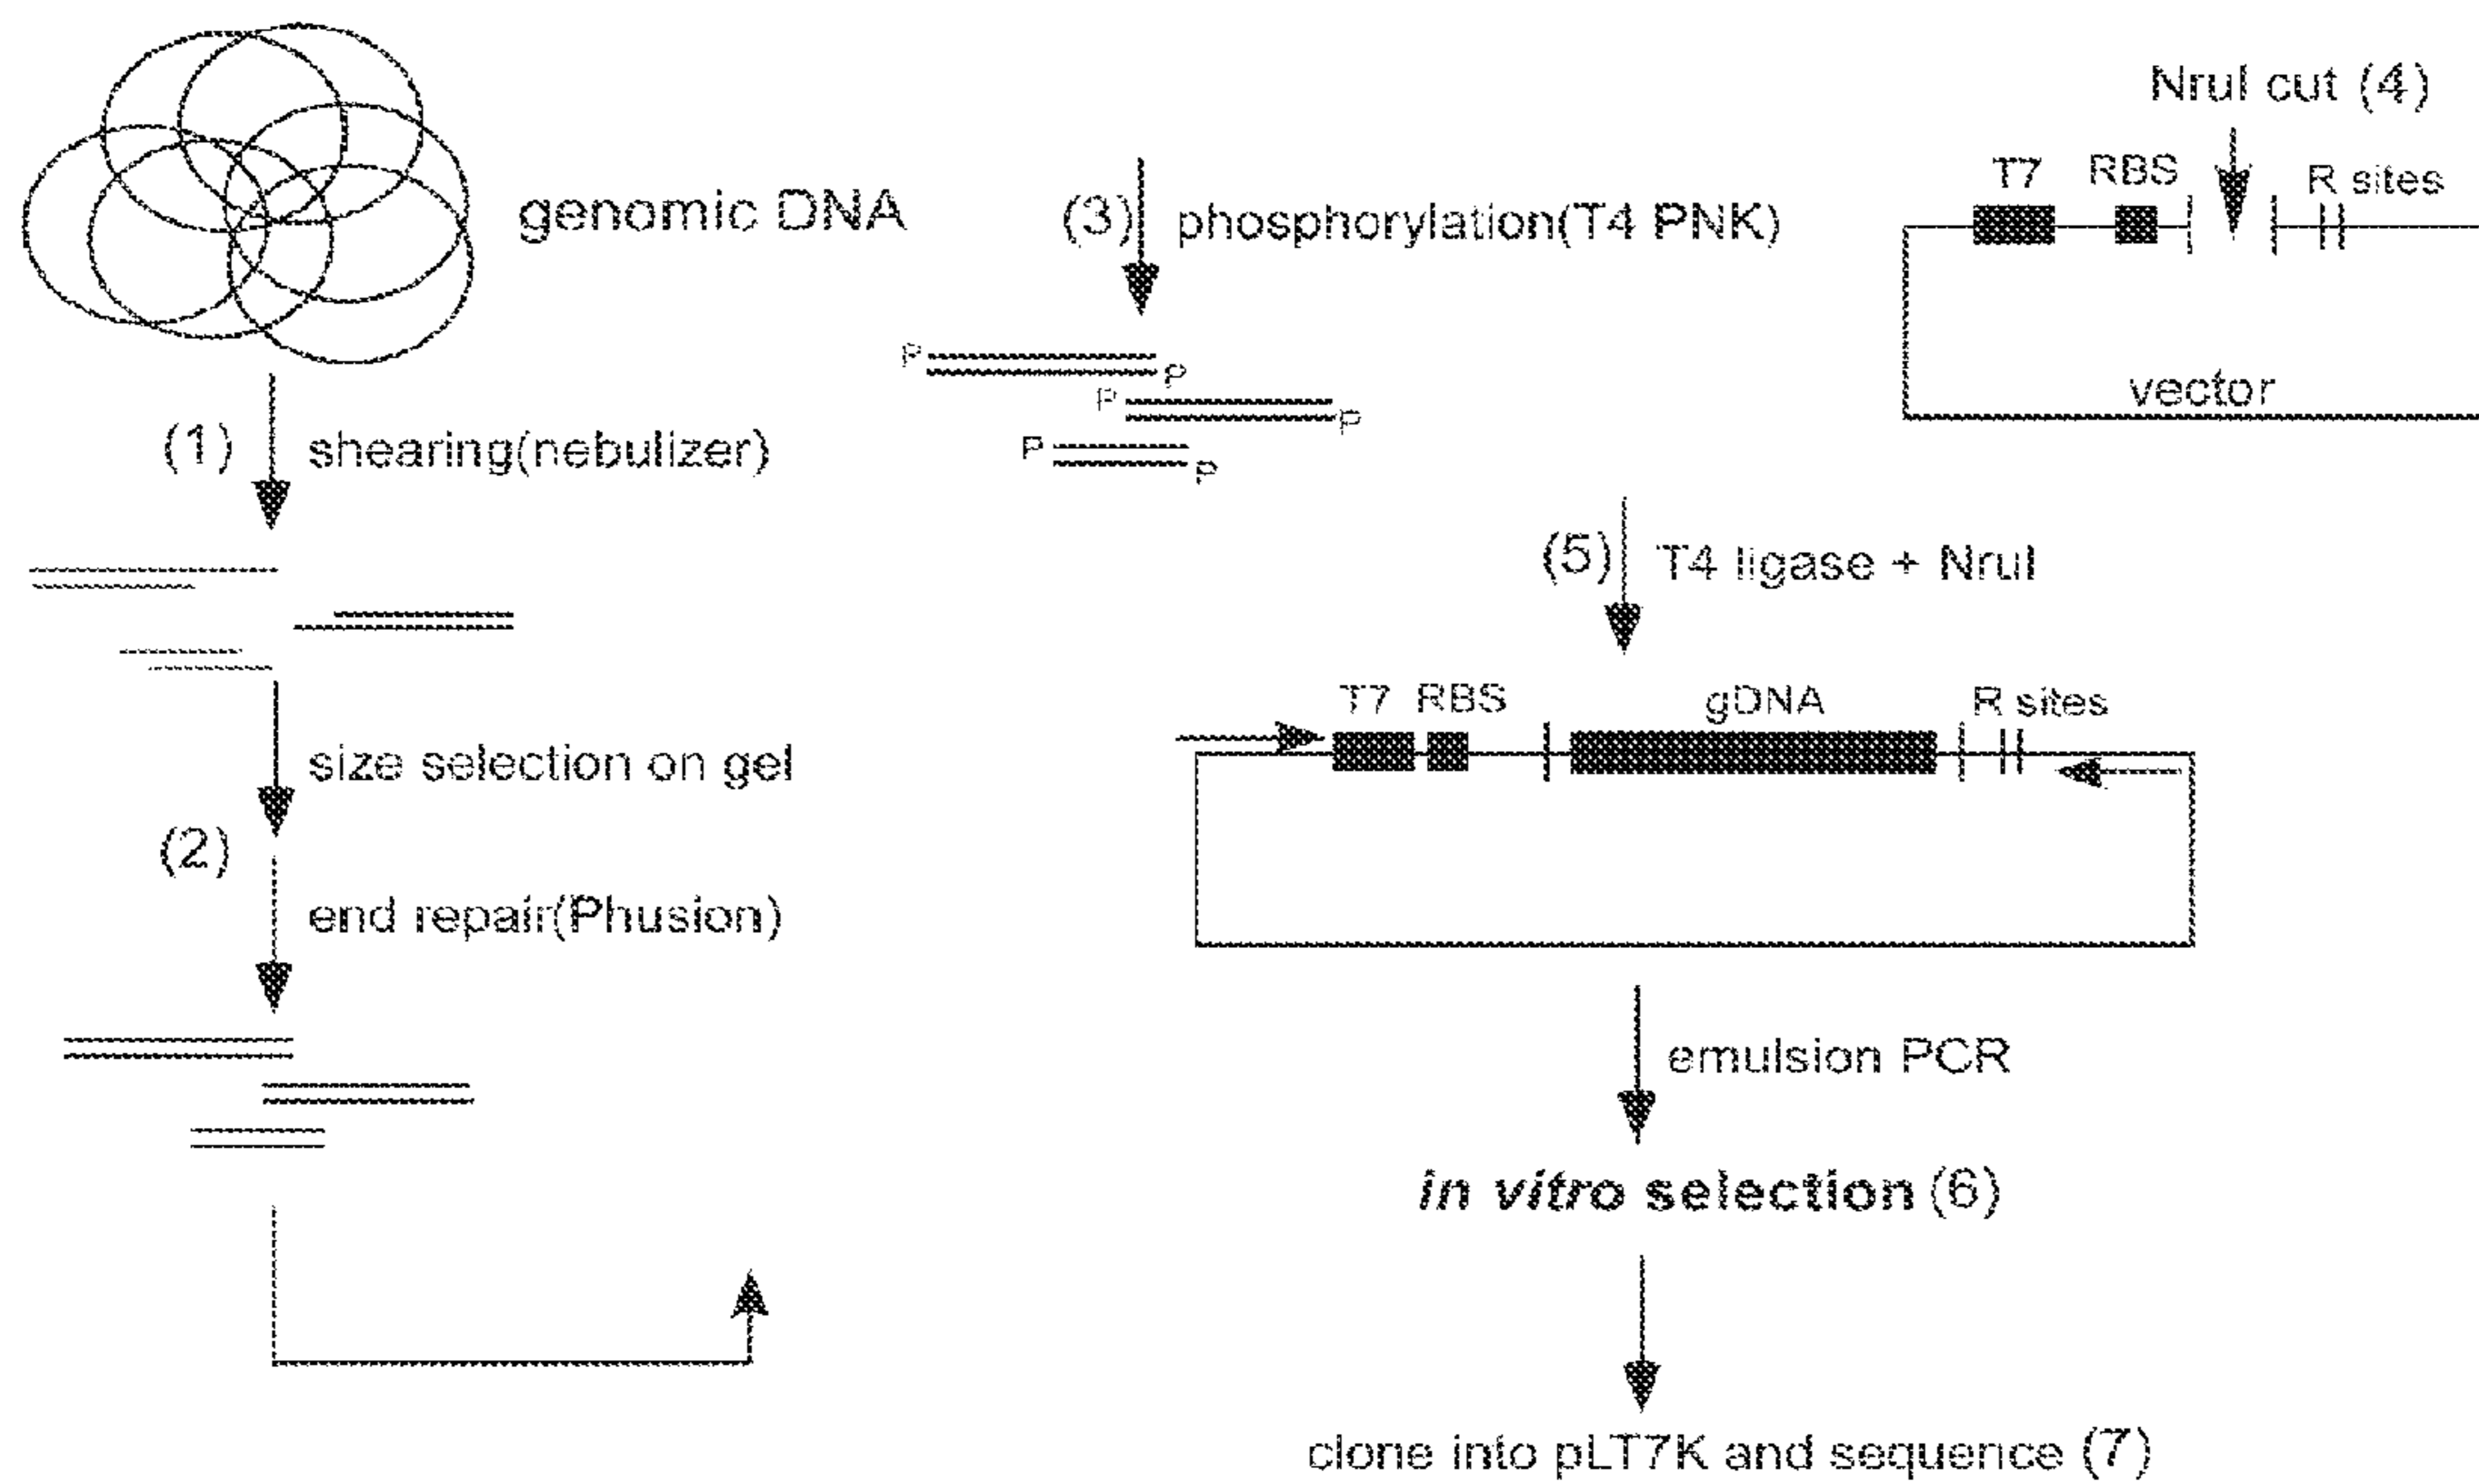 genomic DNA
(1) shearing(nebulizer)
size selection on gel
(2)
end repair(Phusion)
(3) phosphorylation(T4 PNK)
P
P
P
P
P
P
NruI cut (4)
T7 RBS R sites
vector
(5) T4 ligase + NruI
T7 RBS gDNA R sites
emulsion PCR
in vitro selection (6)
clone into pLT7K and sequence (7)